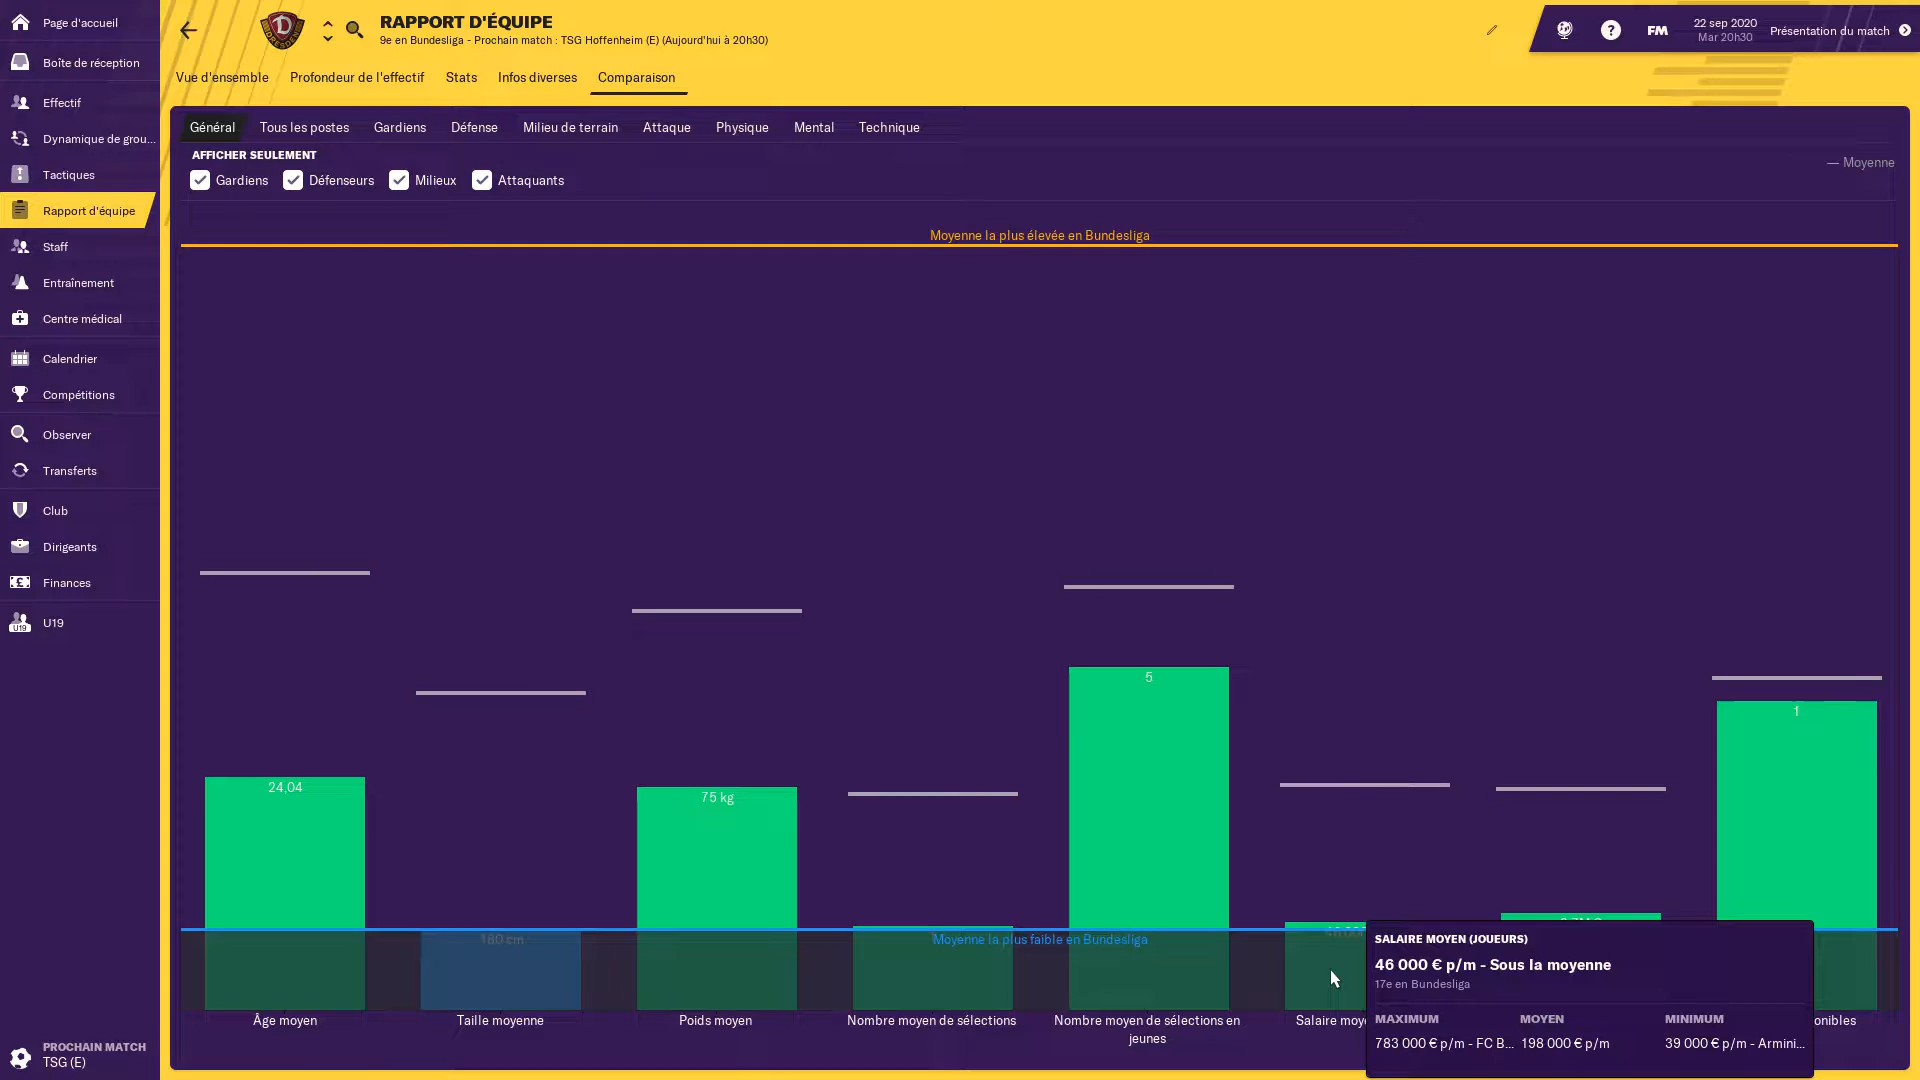 Page d'accueil
Boîte de réception
Effectif
Dynamique de grou...
Tactiques
Rapport d'équipe
Staff
Entraînement
Centre médical
Calendrier
Compétitions
Observer
Transferts
Club
Dirigeants
Finances
U19
U19
PROCHAIN MATCH
TSG (E)
RAPPORT D'ÉQUIPE
9e en Bundesliga - Prochain match : TSG Hoffenheim (E) (Aujourd'hui à 20h30)
FM
22 sep 2020
Mar 20h30
Présentation du match
Vue d'ensemble Profondeur de l'effectif Stats Infos diverses Comparaison
Général Tous les postes Gardiens Défense Milieu de terrain Attaque Physique Mental Technique
AFFICHER SEULEMENT
Gardiens Défenseurs Milieux Attaquants
— Moyenne
Moyenne la plus élevée en Bundesliga
5
1
24,04
75 kg
180 cm
Moyenne la plus faible en Bundesliga
Âge moyen
Taille moyenne
Poids moyen
Nombre moyen de sélections
Nombre moyen de sélections en
jeunes
Salaire
SALAIRE MOYEN (JOUEURS)
46 000 € p/m - Sous la moyenne
17e en Bundesliga
MAXIMUM MOYEN MINIMUM
783 000 € p/m - FC B... 198 000 € p/m 39 000 € p/m - Armini...